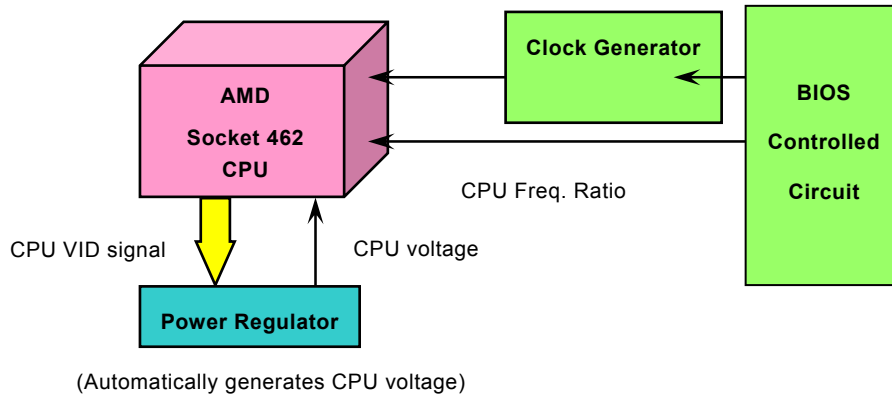 Clock Generator
AMD
Socket 462
CPU
BIOS
Controlled
Circuit
CPU Freq. Ratio
CPU VID signal
CPU voltage
Power Regulator
(Automatically generates CPU voltage)